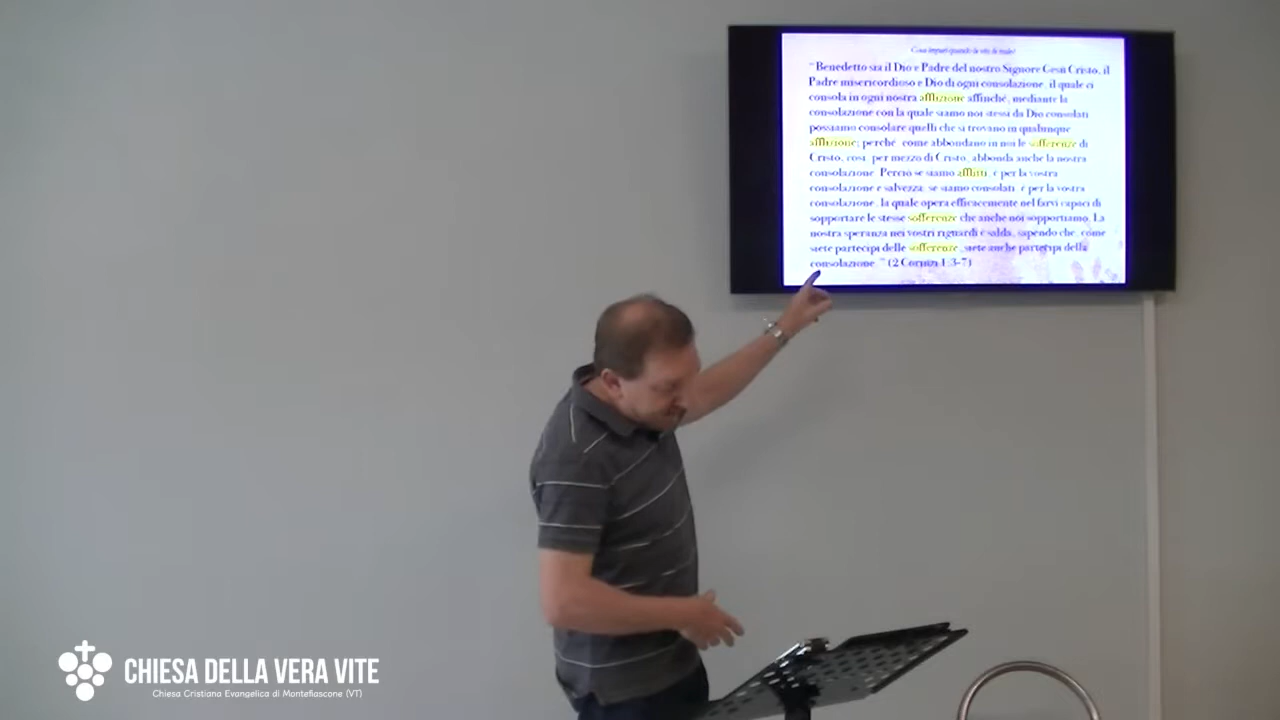 Cosa impari quando la vita fa male?
“Benedetto sia il Dio e Padre del nostro Signore Gesù Cristo, il
Padre misericordioso e Dio di ogni consolazione, il quale ci
consola in ogni nostra afflizione affinché, mediante la
consolazione con la quale siamo noi stessi da Dio consolati
possiamo consolare quelli che si trovano in qualunque
afflizione; perché, come abbondano in noi le sofferenze di
Cristo, così, per mezzo di Cristo, abbonda anche la nostra
consolazione. Perciò se siamo afflitti, è per la vostra
consolazione e salvezza; se siamo consolati, è per la vostra
consolazione, la quale opera efficacemente nel farvi capaci di
sopportare le stesse sofferenze che anche noi sopportiamo. La
nostra speranza nei vostri riguardi è salda, sapendo che, come
siete partecipi delle sofferenze, siete anche partecipi della
consolazione.” (2 Corinzi 1:3-7)
CHIESA DELLA VERA VITE
Chiesa Cristiana Evangelica di Montefiascone (VT)